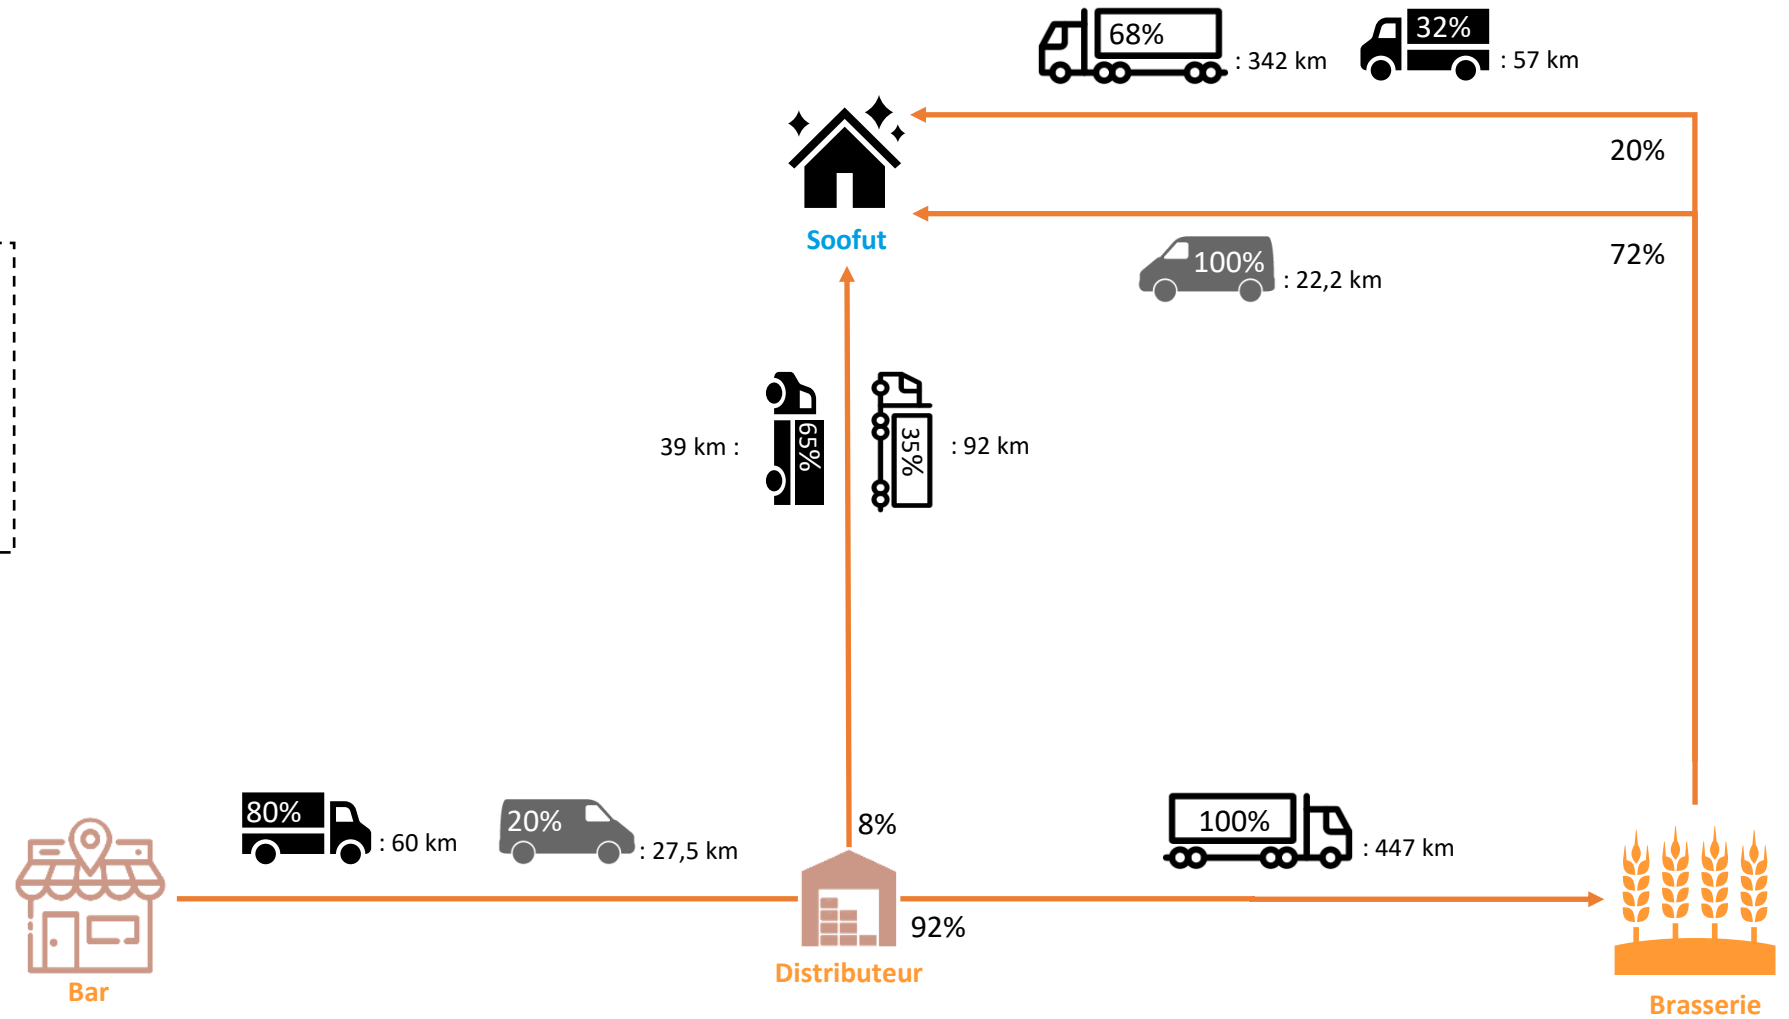 68%
: 342 km
32%
: 57 km
20%
Soofut
72%
100%
: 22,2 km
39 km :
65%
35%
: 92 km
80%
: 60 km
20%
: 27,5 km
8%
100%
: 447 km
92%
Distributeur
Bar
Brasserie